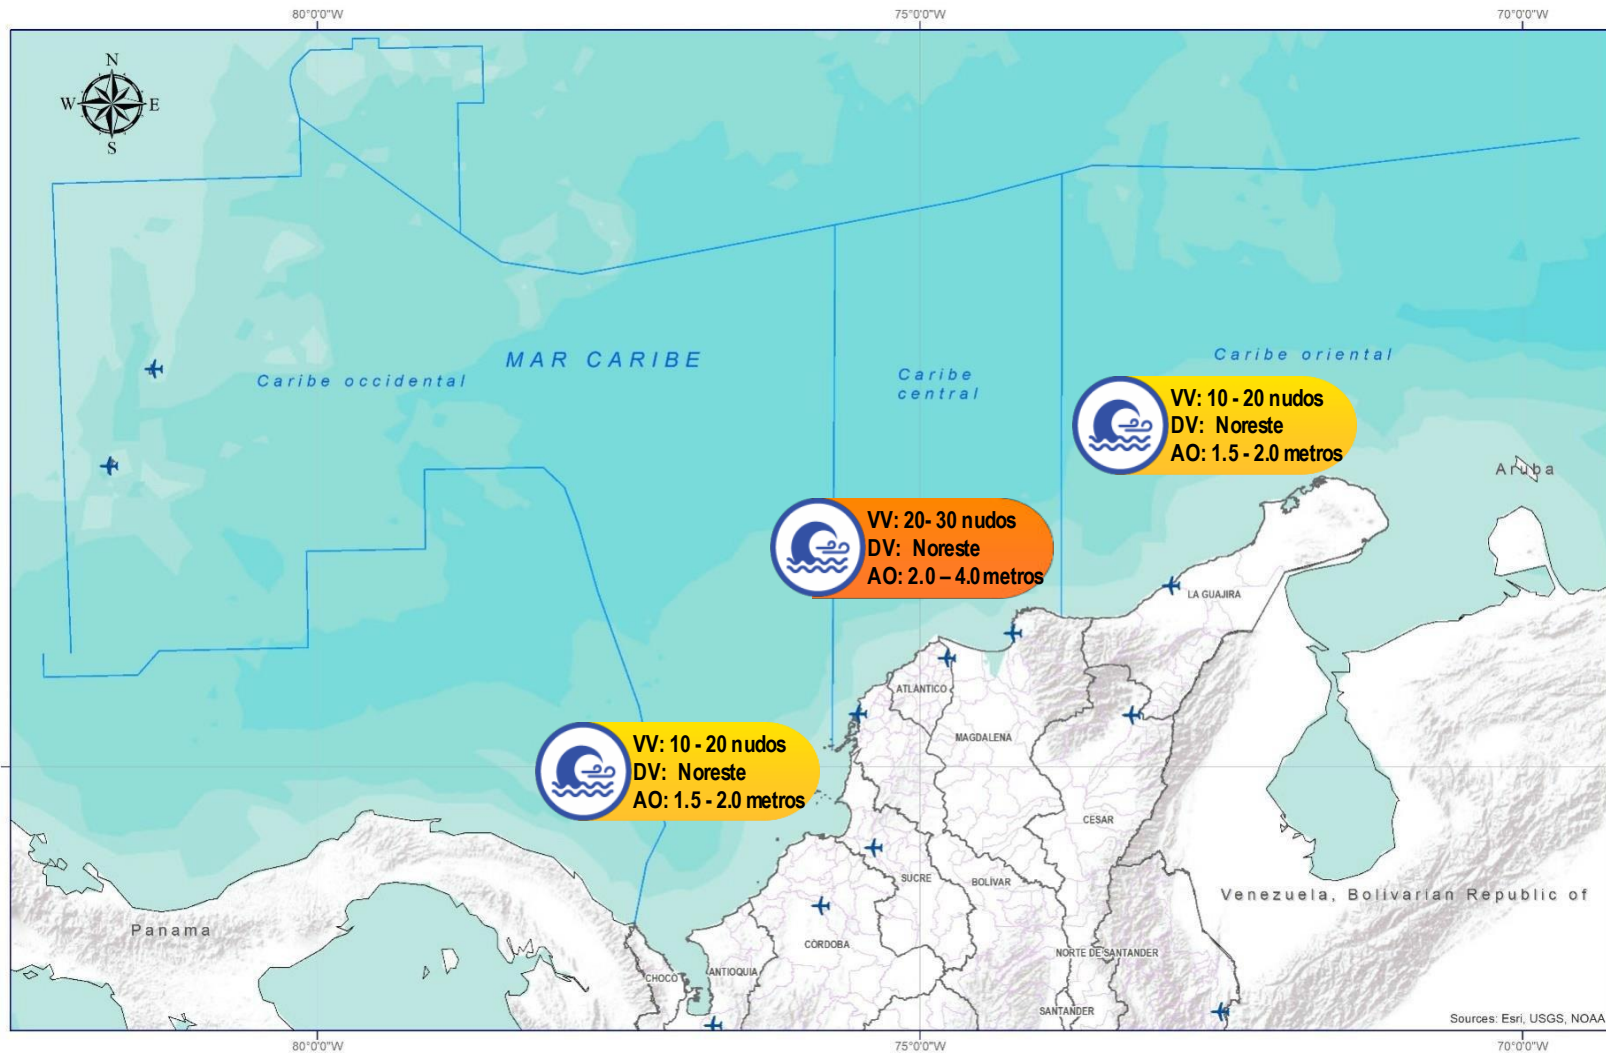 80°0'0"W
75°0'0"W
70°0'0"W
N
W
E
S
MAR CARIBE
Caribe occidental
Caribe
central
Caribe oriental
VV: 10 - 20 nudos
DV: Noreste
AO: 1.5 - 2.0 metros
Aruba
VV: 20- 30 nudos
DV: Noreste
AO: 2.0 – 4.0 metros
LA GUAJIRA
ATLANTICO
MAGDALENA
VV: 10 - 20 nudos
DV: Noreste
AO: 1.5 - 2.0 metros
CESAR
SUCRE
BOLIVAR
Venezuela, Bolivarian Republic of
Panama
CORDOBA
NORTE DE SANTANDER
CHOCO
ANTIOQUIA
SANTANDER
Sources: Esri, USGS, NOAA
80°0'0"W
75°0'0"W
70°0'0"W